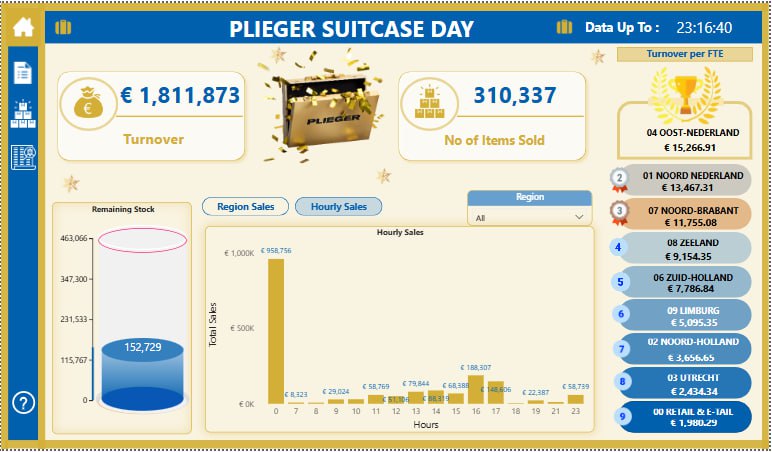 PLIEGER SUITCASE DAY
Data Up To : 23:16:40
€ 1,811,873
Turnover
PLIEGER
310,337
No of Items Sold
Turnover per FTE
04 OOST-NEDERLAND
€ 15,266.91
2
01 NOORD NEDERLAND
€ 13,467.31
3
07 NOORD-BRABANT
€ 11,755.08
4
08 ZEELAND
€ 9,154.35
5
06 ZUID-HOLLAND
€ 7,786.84
6
09 LIMBURG
€ 5,095.35
7
02 NOORD-HOLLAND
€ 3,656.65
8
03 UTRECHT
€ 2,434.34
9
00 RETAIL & E-TAIL
€ 1,980.29
Remaining Stock
463,066
347,300
231,533
115,767
0
152,729
Region Sales
Hourly Sales
Region
All
Hourly Sales
Total Sales
€ 1,000K
€ 500K
€ 0K
€ 958,756
€ 8,323
€ 29,024
€ 58,769
€ 51,106
€ 79,844
€ 88,319
€ 68,388
€ 188,307
€ 148,606
€ 22,387
€ 58,739
0 7 8 9 10 11 12 13 14 15 16 17 18 19 21 23
Hours
?